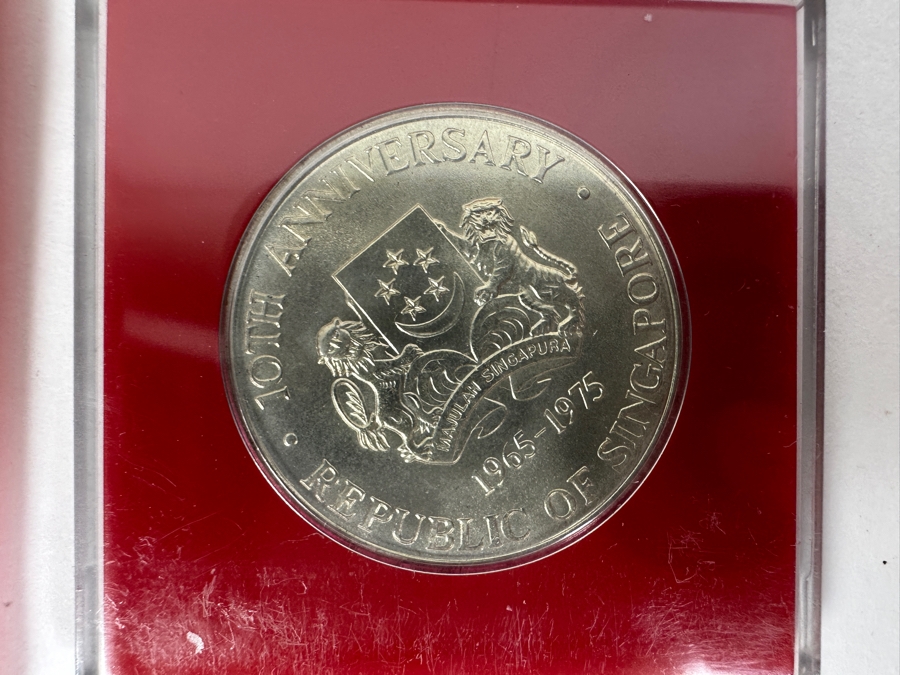 10TH ANNIVERSARY
MAJULAH SINGAPURA
1965-1975
REPUBLIC OF SINGAPORE